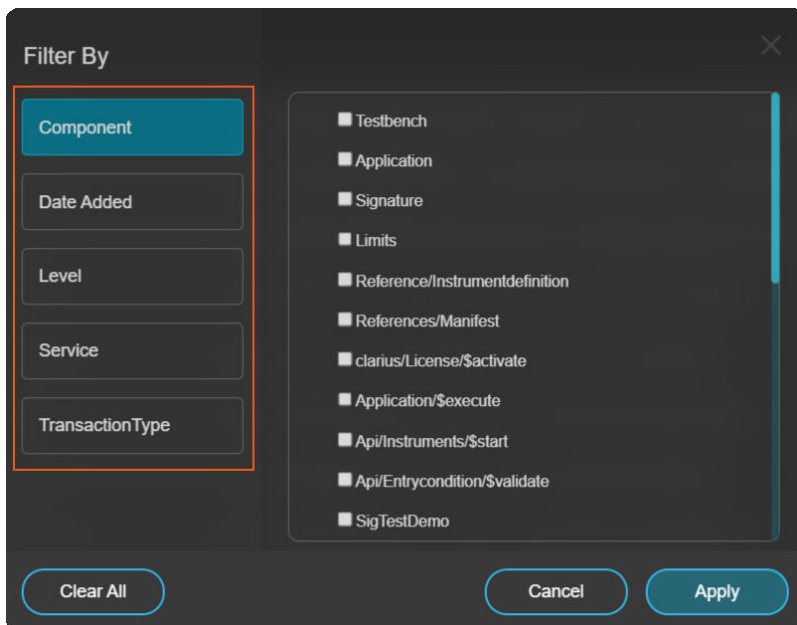 Filter By
Component
Date Added
Level
Service
TransactionType
Testbench
Application
Signature
Limits
Reference/Instrumentdefinition
References/Manifest
clarius/License/$activate
Application/$execute
Api/Instruments/$start
Api/Entrycondition/$validate
SigTestDemo
Clear All
Cancel
Apply